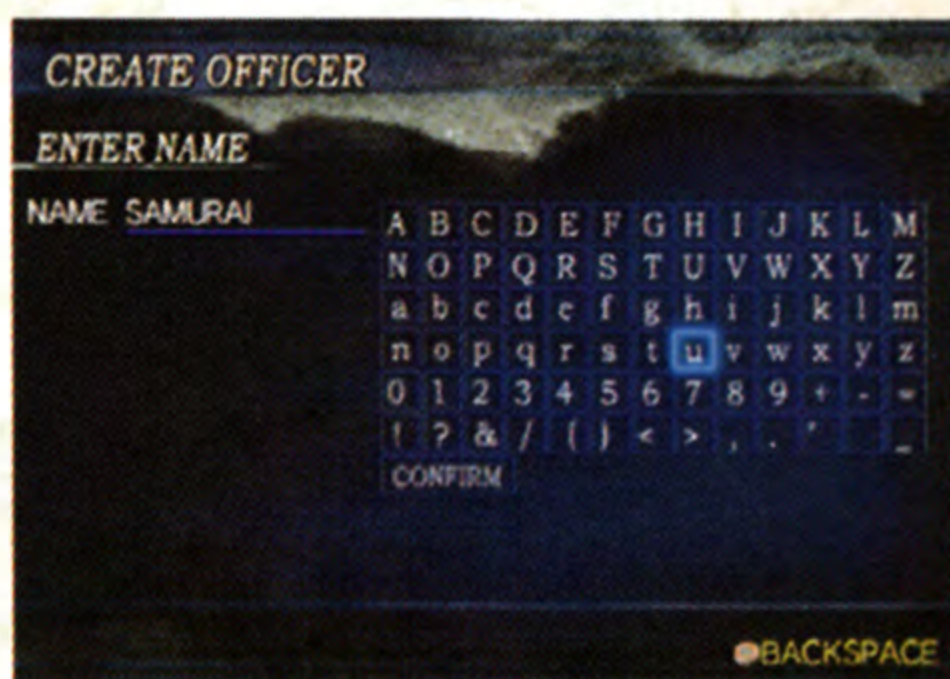 CREATE OFFICER
ENTER NAME
NAME SAMURAI
A B C D E F G H I J K L M
N O P Q R S T U V W X Y Z
a b c d e f g h i j k l m
n o p q r s t u v w x y z
0 1 2 3 4 5 6 7 8 9 + - =
! ? & / ( ) < > , . ' _
CONFIRM
BACKSPACE